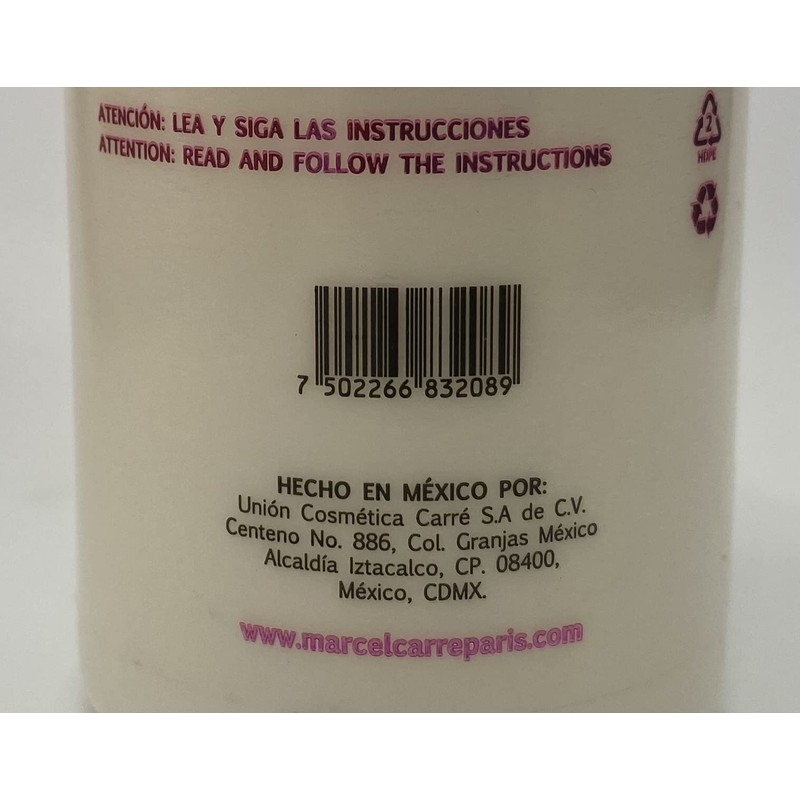 ATENCIÓN: LEA Y SIGA LAS INSTRUCCIONES
ATTENTION: READ AND FOLLOW THE INSTRUCTIONS
2
HDPE
7 502266 832089
HECHO EN MÉXICO POR:
Unión Cosmética Carré S.A de C.V.
Centeno No. 886, Col. Granjas México
Alcaldía Iztacalco, CP. 08400,
México, CDMX.
www.marcelcarreparis.com